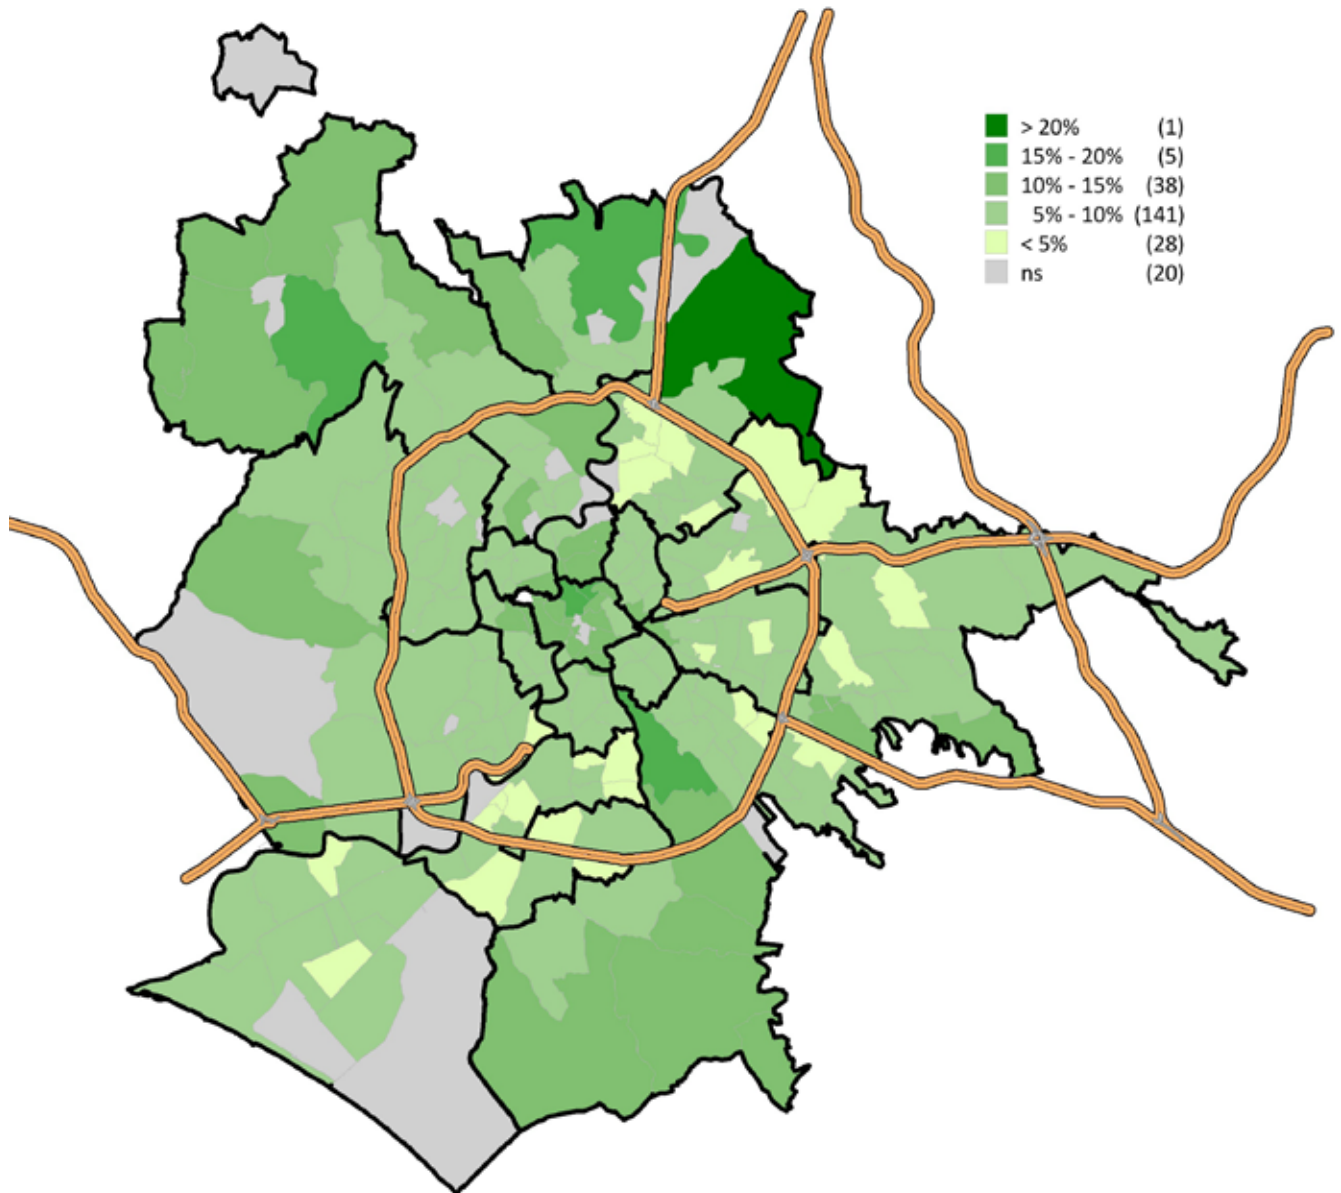 > 20% (1)
15% - 20% (5)
10% - 15% (38)
5% - 10% (141)
< 5% (28)
ns (20)